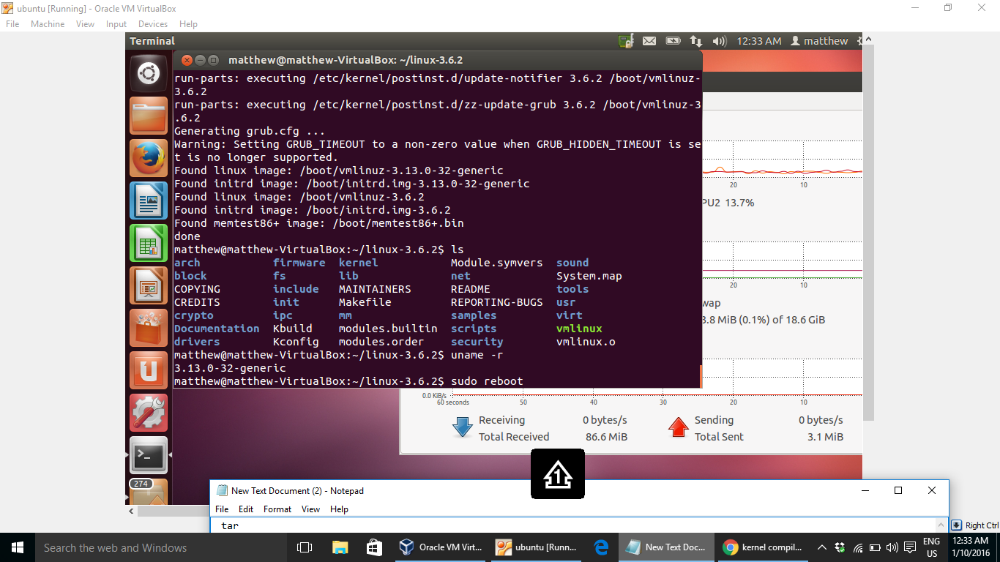 ubuntu [Running] - Oracle VM VirtualBox
File Machine View Input Devices Help
Terminal 12:33 AM matthew
matthew@matthew-VirtualBox: ~/linux-3.6.2
run-parts: executing /etc/kernel/postinst.d/update-notifier 3.6.2 /boot/vmlinuz-
3.6.2
run-parts: executing /etc/kernel/postinst.d/zz-update-grub 3.6.2 /boot/vmlinuz-3
.6.2
Generating grub.cfg ...
Warning: Setting GRUB_TIMEOUT to a non-zero value when GRUB_HIDDEN_TIMEOUT is se
t is no longer supported.
Found linux image: /boot/vmlinuz-3.13.0-32-generic
Found initrd image: /boot/initrd.img-3.13.0-32-generic
Found linux image: /boot/vmlinuz-3.6.2
Found initrd image: /boot/initrd.img-3.6.2
Found memtest86+ image: /boot/memtest86+.bin
done
matthew@matthew-VirtualBox:~/linux-3.6.2$ ls
arch firmware kernel Module.symvers sound
block fs lib net System.map
COPYING include MAINTAINERS README tools
CREDITS init Makefile REPORTING-BUGS usr
crypto ipc mm samples virt
Documentation Kbuild modules.builtin scripts vmlinux
drivers Kconfig modules.order security vmlinux.o
matthew@matthew-VirtualBox:~/linux-3.6.2$ uname -r
3.13.0-32-generic
matthew@matthew-VirtualBox:~/linux-3.6.2$ sudo reboot
20 10
PU2 13.7%
20 10
wap
3.8 MiB (0.1%) of 18.6 GiB
0.0 KiB/s
60 seconds 50 40 30 20 10
Receiving 0 bytes/s Sending 0 bytes/s
Total Received 86.6 MiB Total Sent 3.1 MiB
1
274
New Text Document (2) - Notepad
File Edit Format View Help
tar
Right Ctrl
Search the web and Windows
Oracle VM Virt...
ubuntu [Runn...
New Text Doc...
kernel compil...
ENG
US
12:33 AM
1/10/2016